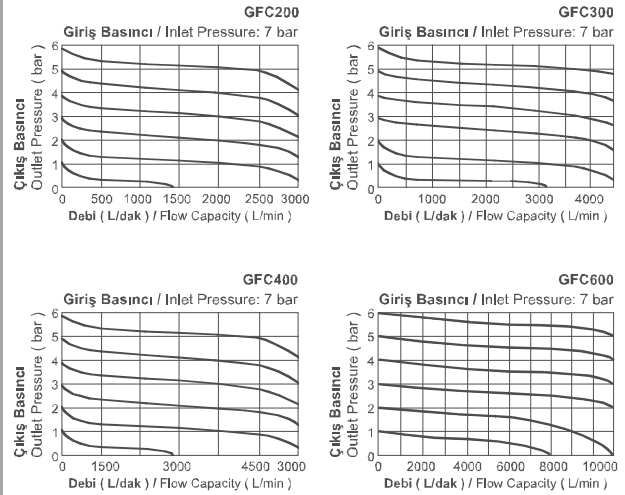 GFC200
Giriş Basıncı / Inlet Pressure: 7 bar
Çıkış Basıncı
Outlet Pressure ( bar )
6
5
4
3
2
1
0
0 500 1000 1500 2000 2500 3000
Debi ( L/dak ) / Flow Capacity ( L/min )
GFC300
Giriş Basıncı / Inlet Pressure: 7 bar
Çıkış Basıncı
Outlet Pressure ( bar )
6
5
4
3
2
1
0
0 1000 2000 3000 4000
Debi ( L/dak ) / Flow Capacity ( L/min )
GFC400
Giriş Basıncı / Inlet Pressure: 7 bar
Çıkış Basıncı
Outlet Pressure ( bar )
6
5
4
3
2
1
0
0 1500 3000 4500 3000
Debi ( L/dak ) / Flow Capacity ( L/min )
GFC600
Giriş Basıncı / Inlet Pressure: 7 bar
Çıkış Basıncı
Outlet Pressure ( bar )
6
5
4
3
2
1
0
0 2000 4000 6000 8000 10000
Debi ( L/dak ) / Flow Capacity ( L/min )